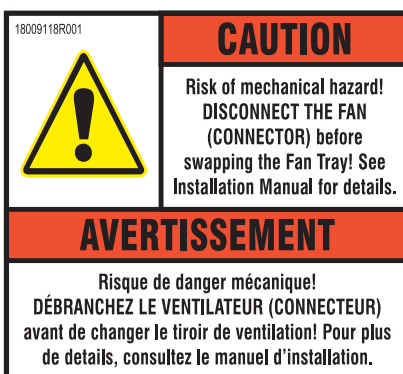 18009118R001
CAUTION
Risk of mechanical hazard!
DISCONNECT THE FAN
(CONNECTOR) before
swapping the Fan Tray! See
Installation Manual for details.
AVERTISSEMENT
Risque de danger mécanique!
DÉBRANCHEZ LE VENTILATEUR (CONNECTEUR)
avant de changer le tiroir de ventilation! Pour plus
de details, consultez le manuel d'installation.